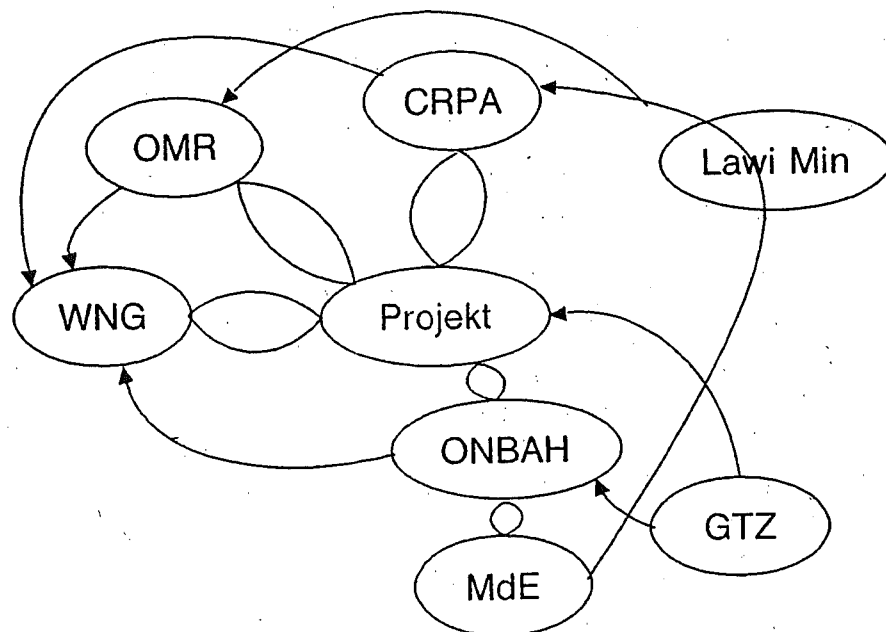 CRPA
OMR
Lawi Min
WNG
Projekt
ONBAH
GTZ
MdE